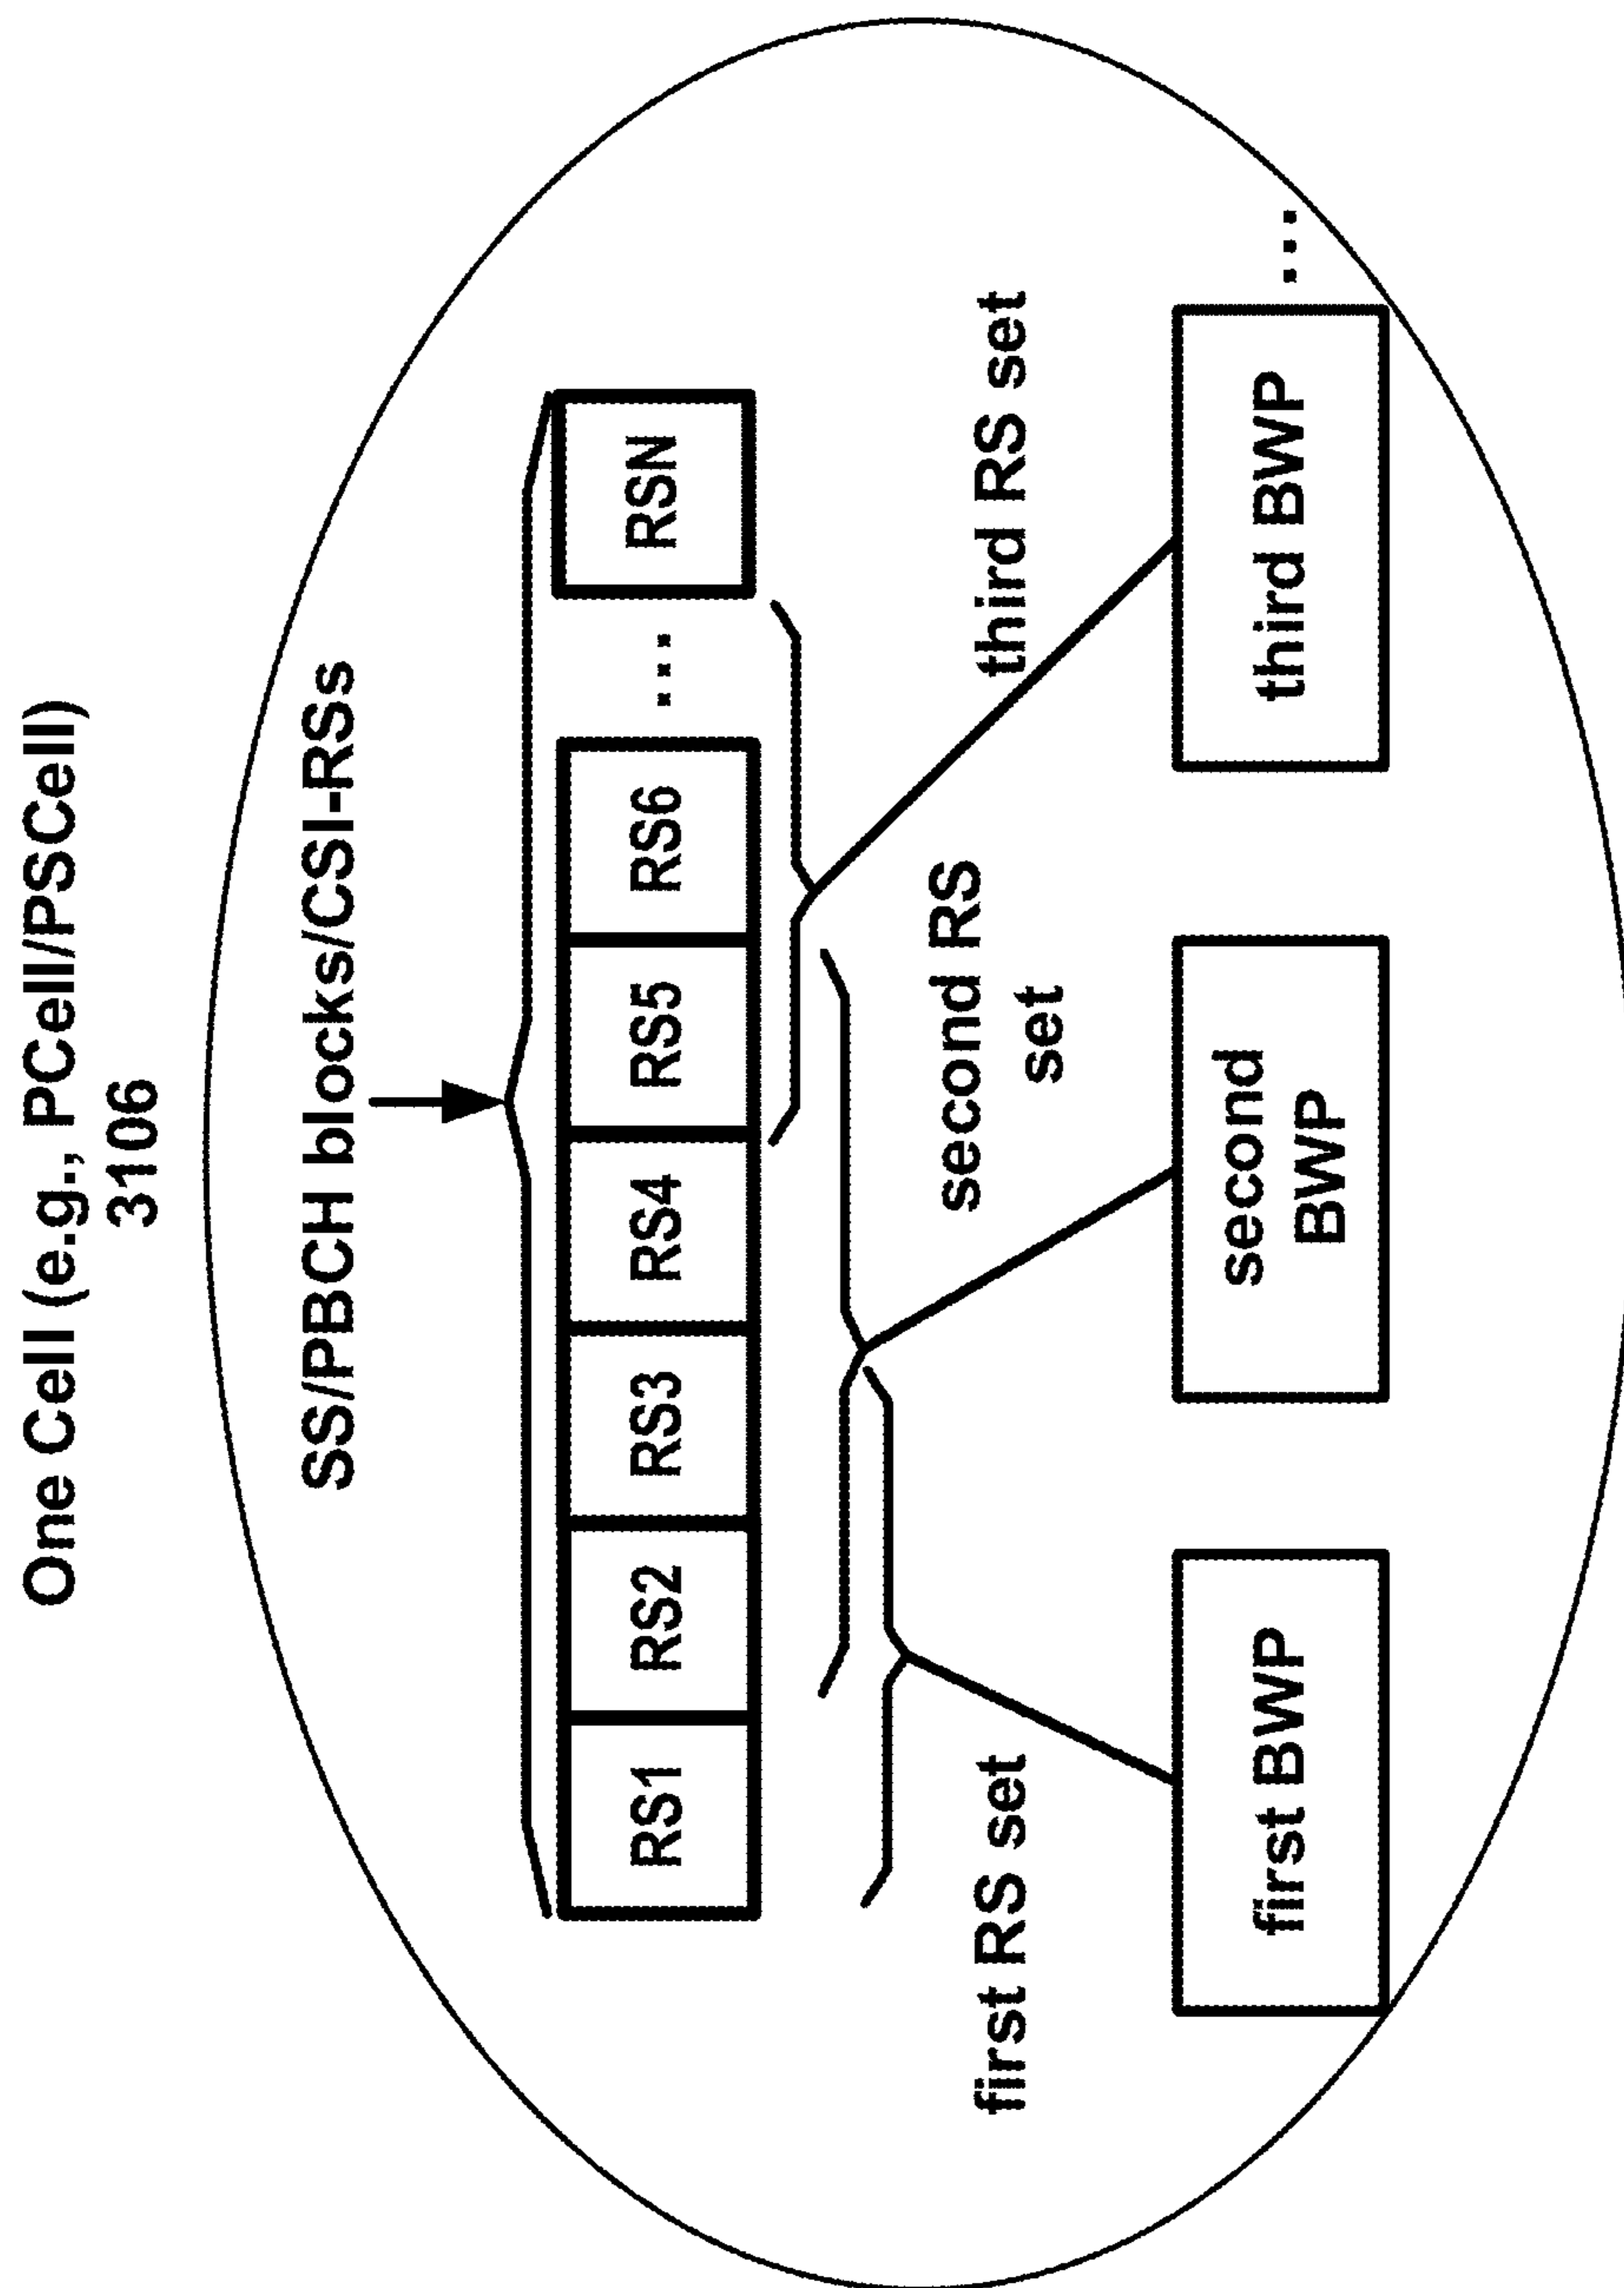 One Cell (e.g., PCell/PSCell)
3106
SS/PBCH blocks/CSI-RSs
RS1 RS2 RS3 RS4 RS5 RS6 ... RSN
first RS set
second RS
set
third RS set
first BWP
second
BWP
third BWP
...